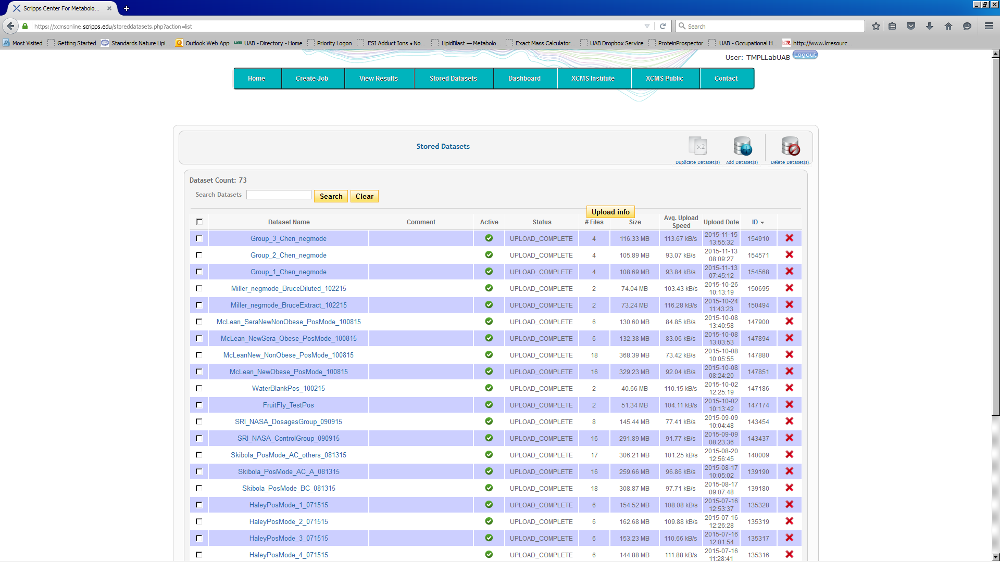 Scripps Center For Metabolo...
https://xcmsonline.scripps.edu/storeddatasets.php?action=list
Search
Most Visited Getting Started Standards Nature Lipi... Outlook Web App UAB - Directory - Home Priority Logon ESI Adduct Ions • No... LipidBlast — Metabolo... Exact Mass Calculator... UAB Dropbox Service ProteinProspector UAB - Occupational H... http://www.lcresourc...
User: TMPLLabUAB Logout
Home Create Job View Results Stored Datasets Dashboard XCMS Institute XCMS Public Contact
Stored Datasets
x2
Duplicate Dataset(s) Add Dataset(s) Delete Dataset(s)
Dataset Count: 73
Search Datasets Search Clear
Upload info
Dataset Name Comment Active Status # Files Size Avg. Upload Speed Upload Date ID
Group_3_Chen_negmode UPLOAD_COMPLETE 4 116.33 MB 113.67 kB/s 2015-11-15 13:55:32 154910
Group_2_Chen_negmode UPLOAD_COMPLETE 4 105.89 MB 93.07 kB/s 2015-11-13 08:09:27 154571
Group_1_Chen_negmode UPLOAD_COMPLETE 4 108.69 MB 93.84 kB/s 2015-11-13 07:45:12 154568
Miller_negmode_BruceDiluted_102215 UPLOAD_COMPLETE 2 74.04 MB 103.43 kB/s 2015-10-26 10:13:19 150695
Miller_negmode_BruceExtract_102215 UPLOAD_COMPLETE 2 73.24 MB 116.28 kB/s 2015-10-24 11:43:23 150494
McLean_SeraNewNonObese_PosMode_100815 UPLOAD_COMPLETE 6 130.60 MB 84.85 kB/s 2015-10-08 13:40:58 147900
McLean_NewSera_Obese_PosMode_100815 UPLOAD_COMPLETE 6 132.38 MB 83.06 kB/s 2015-10-08 13:03:53 147894
McLeanNew_NonObese_PosMode_100815 UPLOAD_COMPLETE 18 368.39 MB 73.42 kB/s 2015-10-08 10:05:55 147880
McLean_NewObese_PosMode_100815 UPLOAD_COMPLETE 16 329.23 MB 92.04 kB/s 2015-10-08 08:24:20 147851
WaterBlankPos_100215 UPLOAD_COMPLETE 2 40.66 MB 110.15 kB/s 2015-10-02 12:25:19 147186
FruitFly_TestPos UPLOAD_COMPLETE 2 51.34 MB 104.11 kB/s 2015-10-02 10:13:42 147174
SRI_NASA_DosagesGroup_090915 UPLOAD_COMPLETE 8 145.44 MB 77.41 kB/s 2015-09-09 10:04:48 143454
SRI_NASA_ControlGroup_090915 UPLOAD_COMPLETE 16 291.89 MB 91.77 kB/s 2015-09-09 08:23:36 143437
Skibola_PosMode_AC_others_081315 UPLOAD_COMPLETE 17 306.21 MB 101.25 kB/s 2015-08-20 12:56:45 140009
Skibola_PosMode_AC_A_081315 UPLOAD_COMPLETE 16 259.66 MB 96.86 kB/s 2015-08-17 10:05:02 139190
Skibola_PosMode_BC_081315 UPLOAD_COMPLETE 18 308.87 MB 97.71 kB/s 2015-08-17 09:07:48 139180
HaleyPosMode_1_071515 UPLOAD_COMPLETE 6 154.52 MB 108.08 kB/s 2015-07-16 12:53:37 135328
HaleyPosMode_2_071515 UPLOAD_COMPLETE 6 162.68 MB 109.88 kB/s 2015-07-16 12:26:28 135319
HaleyPosMode_3_071515 UPLOAD_COMPLETE 6 153.23 MB 110.66 kB/s 2015-07-16 12:01:54 135317
HaleyPosMode_4_071515 UPLOAD_COMPLETE 6 144.88 MB 111.88 kB/s 2015-07-16 11:28:41 135316